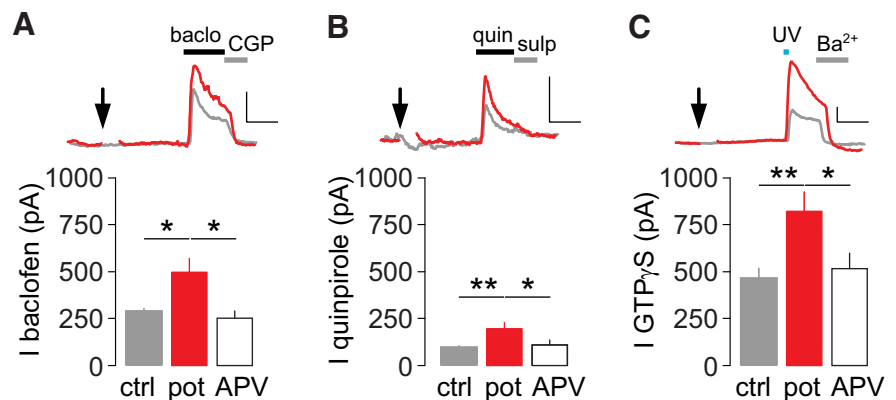 A
baclo
CGP
I baclofen (pA)
1000
750
500
250
0
* *
ctrl pot APV
B
quin
sulp
I quinpirole (pA)
1000
750
500
250
0
** *
ctrl pot APV
C
UV
Ba²⁺
I GTPγS (pA)
1000
750
500
250
0
** *
ctrl pot APV